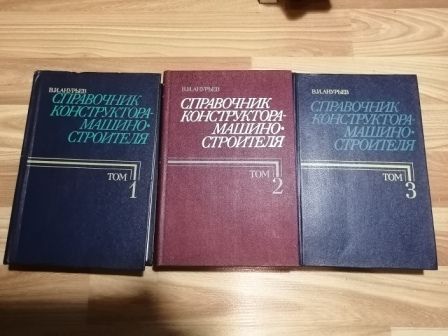 В.И.АНУРЬЕВ
СПРАВОЧНИК
КОНСТРУКТОРА-
МАШИНО-
СТРОИТЕЛЯ
ТОМ 1
В.И.АНУРЬЕВ
СПРАВОЧНИК
КОНСТРУКТОРА-
МАШИНО-
СТРОИТЕЛЯ
ТОМ 2
В.И.АНУРЬЕВ
СПРАВОЧНИК
КОНСТРУКТОРА-
МАШИНО-
СТРОИТЕЛЯ
ТОМ 3